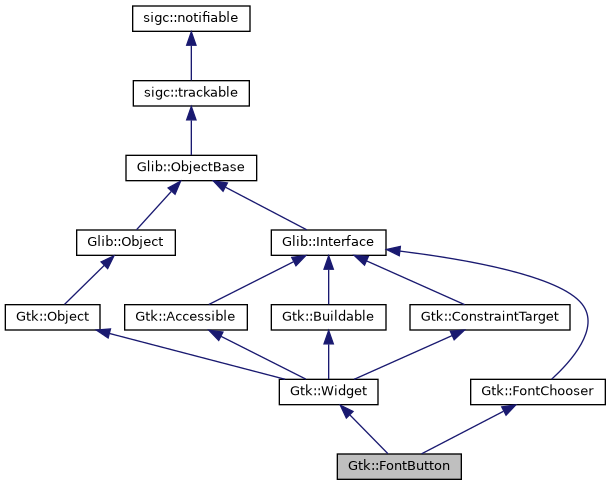 sigc::notifiable
sigc::trackable
Glib::ObjectBase
Glib::Object
Glib::Interface
Gtk::Object
Gtk::Accessible
Gtk::Buildable
Gtk::ConstraintTarget
Gtk::Widget
Gtk::FontChooser
Gtk::FontButton